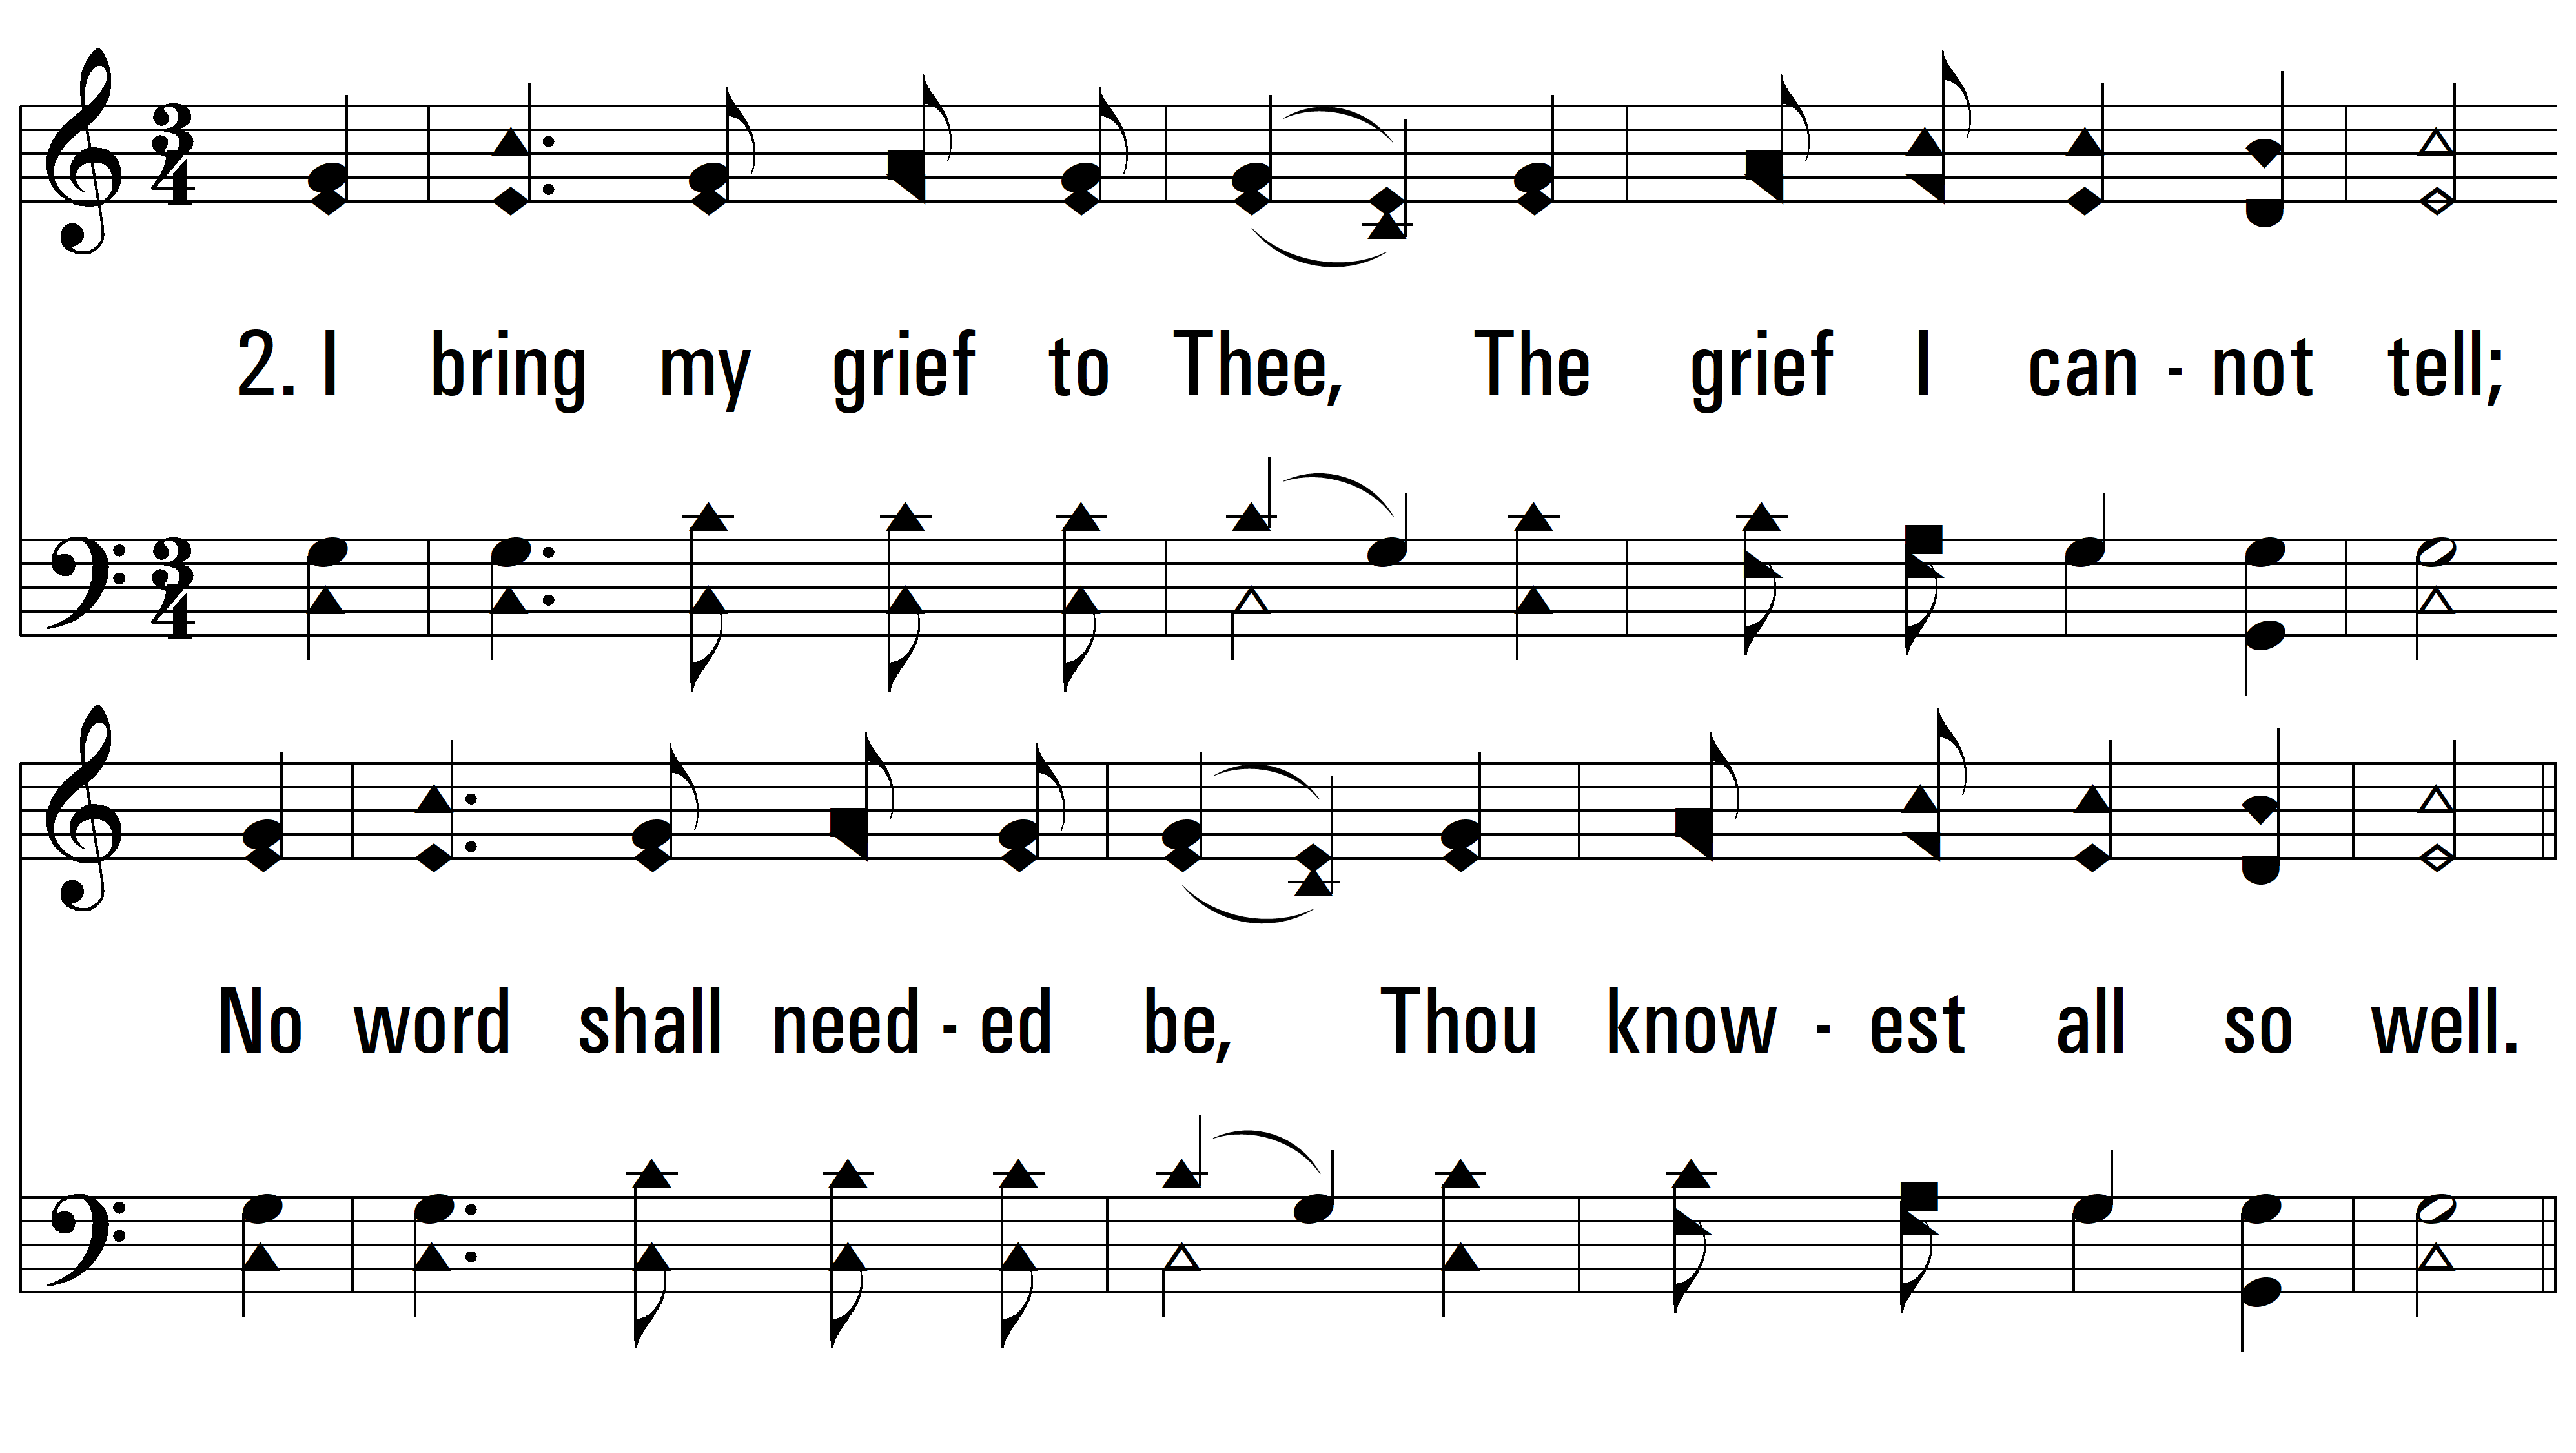 2. I bring my grief to Thee, The grief I can - not tell;
No word shall need - ed be, Thou know - est all so well.